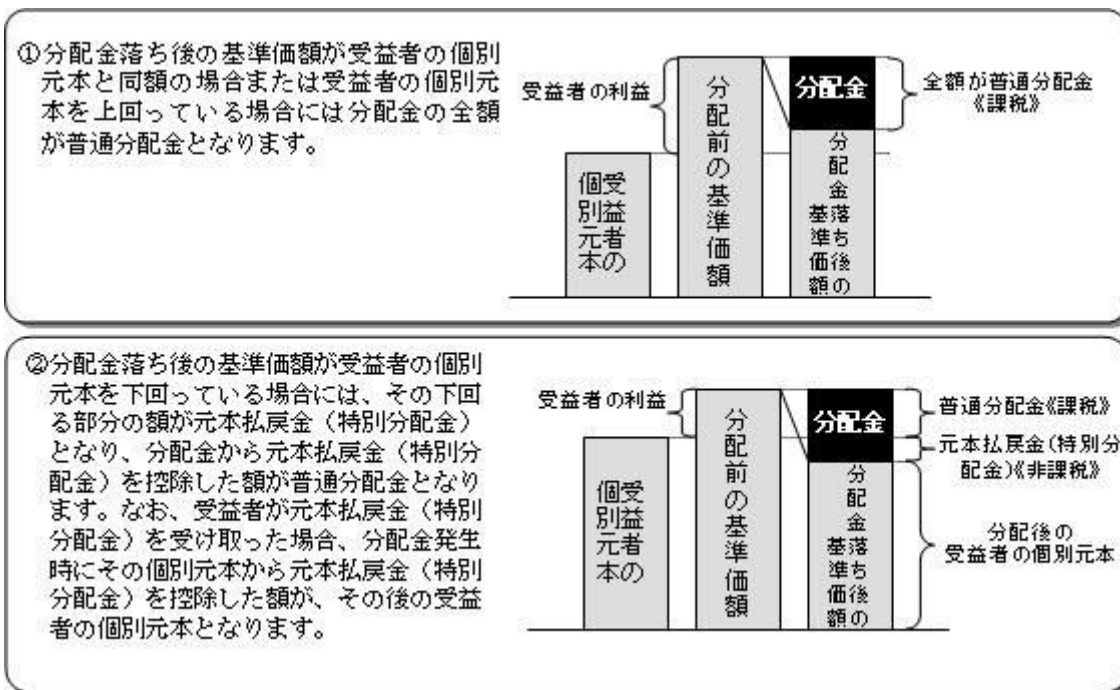 ①分配金落ち後の基準価額が受益者の個別
元本と同額の場合または受益者の個別元
本を上回っている場合には分配金の全額
が普通分配金となります。
受益者の利益
個別元本
受益者の
分配前の基準価額
分配金
基準価額
分配金落ち後の
全額が普通分配金
《課税》
②分配金落ち後の基準価額が受益者の個別
元本を下回っている場合には、その下回
る部分の額が元本払戻金（特別分配金）
となり、分配金から元本払戻金（特別分
配金）を控除した額が普通分配金となり
ます。なお、受益者が元本払戻金（特別
分配金）を受け取った場合、分配金発生
時にその個別元本から元本払戻金（特別
分配金）を控除した額が、その後の受益
者の個別元本となります。
受益者の利益
個別元本
受益者の
分配前の基準価額
分配金
基準価額
分配金落ち後の
普通分配金《課税》
元本払戻金(特別分
配金)《非課税》
分配後の
受益者の個別元本